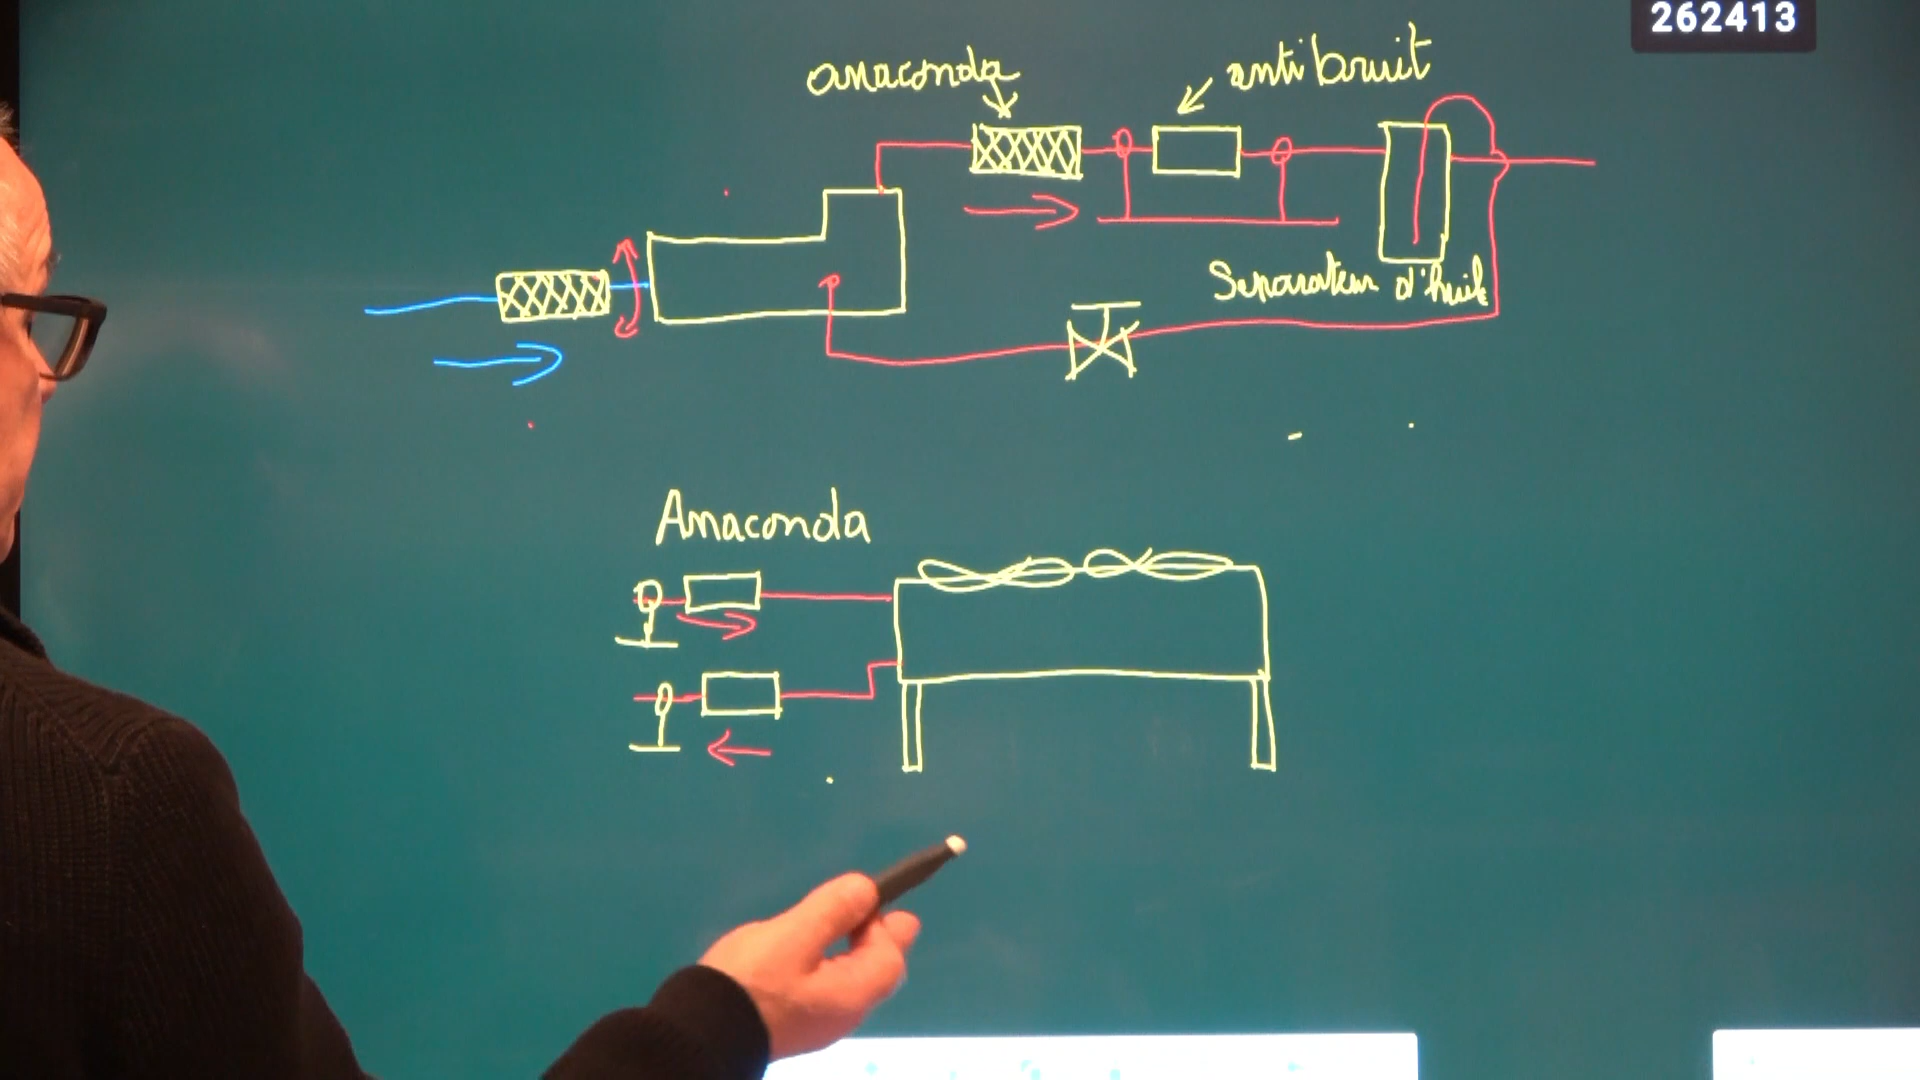 262413
anaconda
anti bruit
Separateur d'huile
Anaconda